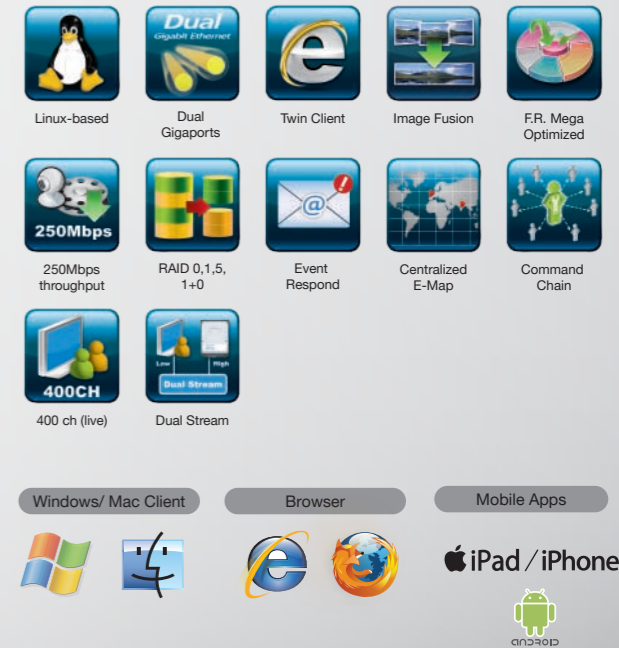 Dual
Gigabit Ethernet
Linux-based
Dual
Gigaports
Twin Client
Image Fusion
F.R. Mega
Optimized
250Mbps
@
!
250Mbps
throughput
RAID 0,1,5,
1+0
Event
Respond
Centralized
E-Map
Command
Chain
400CH
Low
High
Dual Stream
400 ch (live)
Dual Stream
Windows/ Mac Client
Browser
Mobile Apps
iPad / iPhone
ANDROID